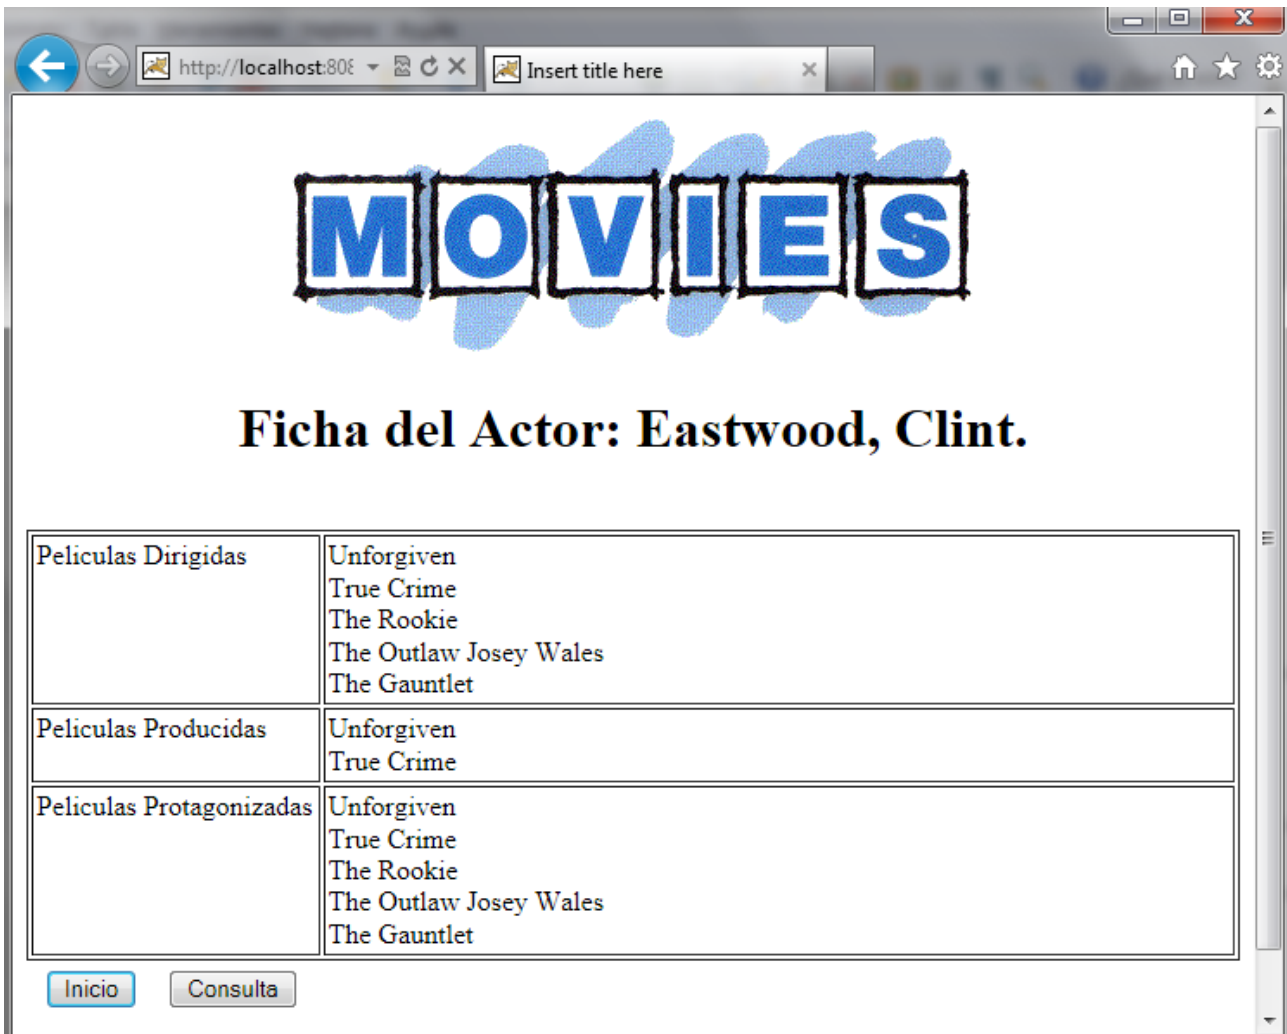 http://localhost:808
Insert title here
MOVIES
Ficha del Actor: Eastwood, Clint.
Peliculas Dirigidas
Unforgiven
True Crime
The Rookie
The Outlaw Josey Wales
The Gauntlet
Peliculas Producidas
Unforgiven
True Crime
Peliculas Protagonizadas
Unforgiven
True Crime
The Rookie
The Outlaw Josey Wales
The Gauntlet
Inicio
Consulta